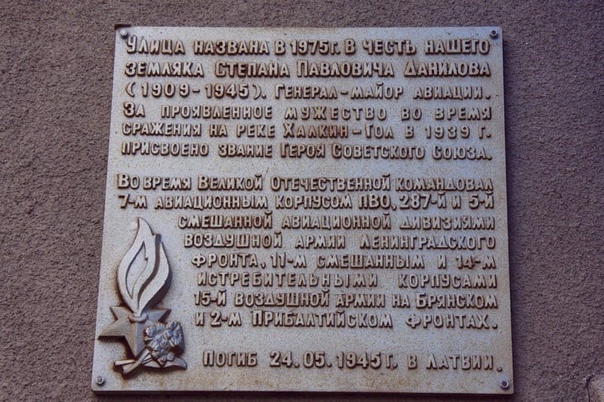 Улица названа в 1975г. в честь нашего
земляка Степана Павловича Данилова
(1909-1945). Генерал-майор авиации.
За проявленное мужество во время
сражения на реке Халкин-Гол в 1939 г.
присвоено звание Героя Советского Союза.
Во время Великой Отечественной командовал
7-м авиационным корпусом ПВО, 287-й и 5-й
смешанной авиационной дивизиями
воздушной армии Ленинградского
фронта, 11-м смешанным и 14-м
истребительными корпусами
15-й воздушной армии на Брянском
и 2-м Прибалтийском фронтах.
Погиб 24.05.1945г. в Латвии.